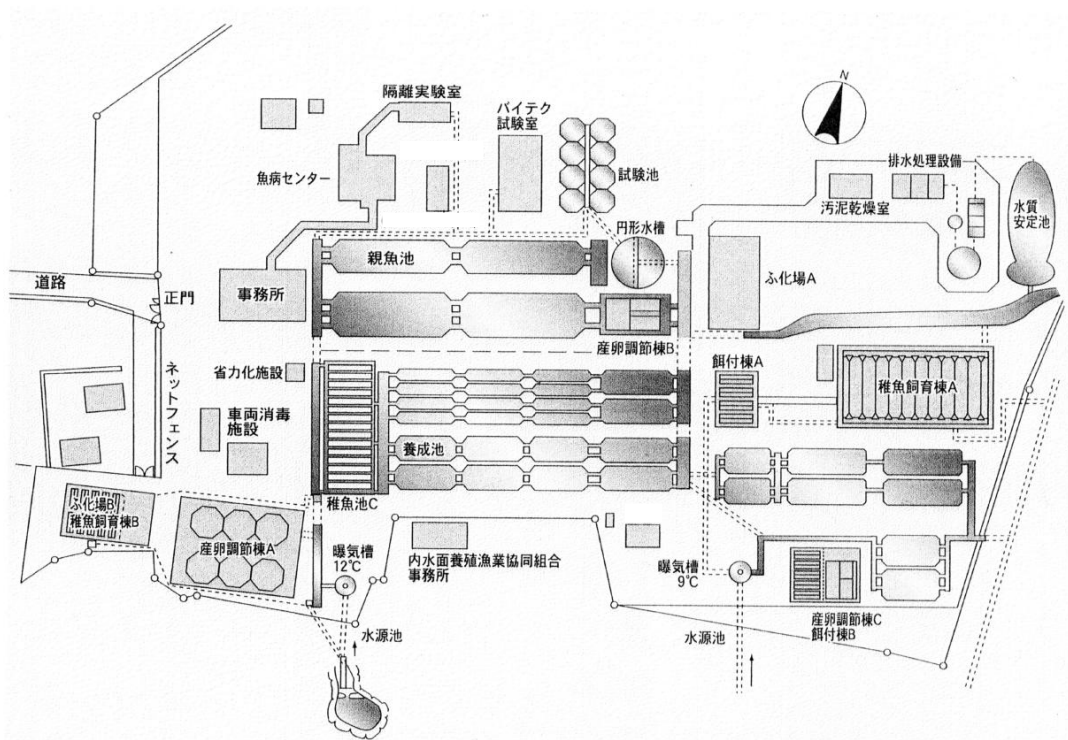 N
隔離実験室
バイテク
試験室
排水処理設備
試験池
魚病センター
汚泥乾燥室
水質
安定池
円形水槽
親魚池
ふ化場A
道路
正門
事務所
産卵調節棟B
餌付棟A
省力化施設
稚魚飼育棟A
ネットフェンス
車両消毒
施設
養成池
稚魚池C
ふ化場B
稚魚飼育棟B
産卵調節棟A
曝気槽
12℃
内水面養殖漁業協同組合
事務所
曝気槽
9℃
産卵調節棟C
餌付棟B
水源池
水源池